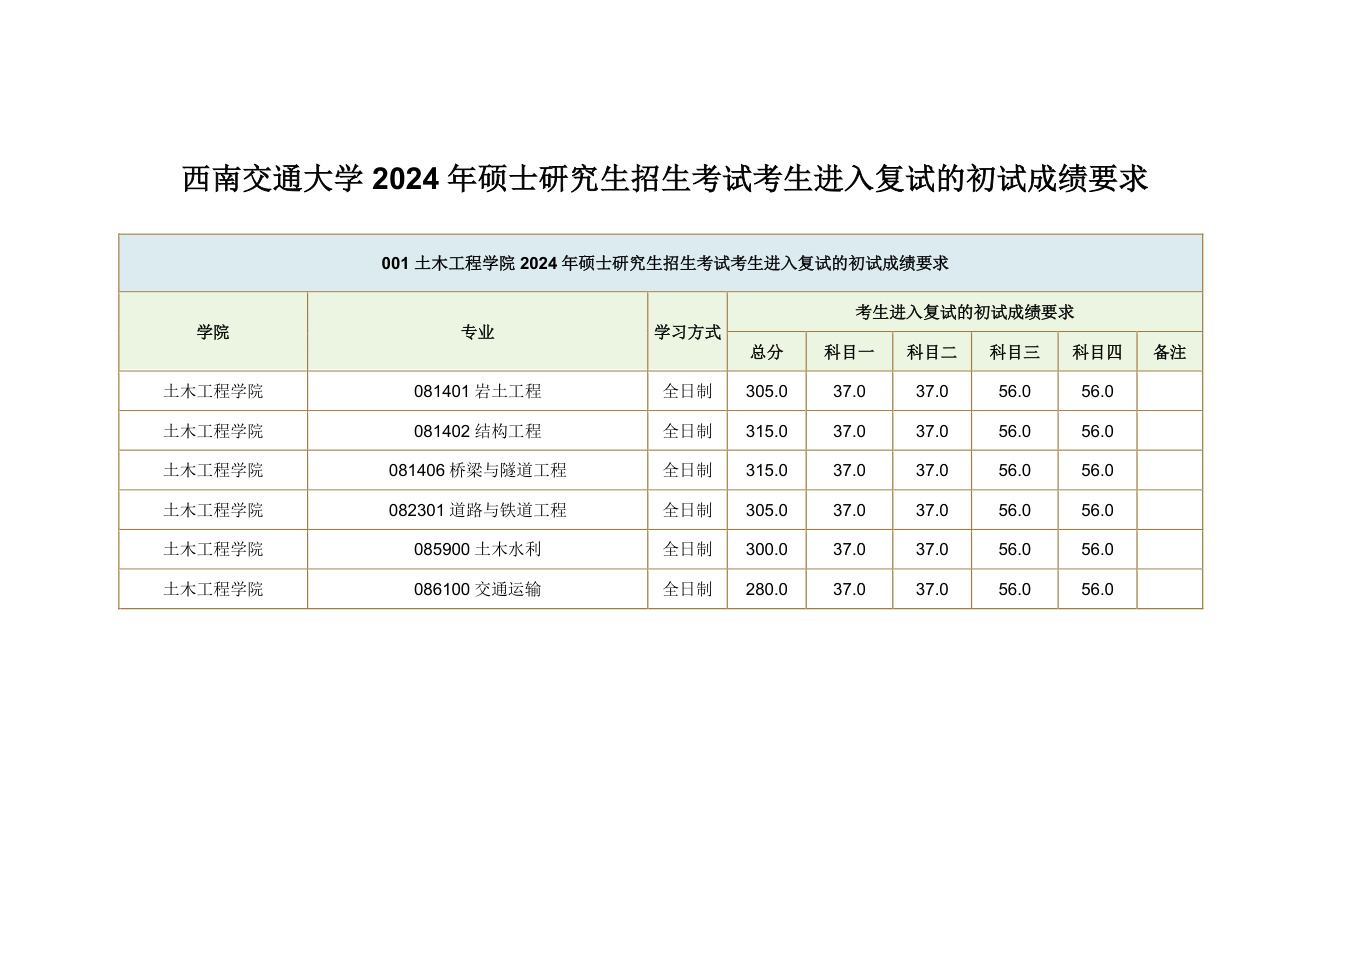 西南交通大学 2024 年硕士研究生招生考试考生进入复试的初试成绩要求
001 土木工程学院 2024 年硕士研究生招生考试考生进入复试的初试成绩要求
学院 专业 学习方式 考生进入复试的初试成绩要求
总分 科目一 科目二 科目三 科目四 备注
土木工程学院 081401 岩土工程 全日制 305.0 37.0 37.0 56.0 56.0
土木工程学院 081402 结构工程 全日制 315.0 37.0 37.0 56.0 56.0
土木工程学院 081406 桥梁与隧道工程 全日制 315.0 37.0 37.0 56.0 56.0
土木工程学院 082301 道路与铁道工程 全日制 305.0 37.0 37.0 56.0 56.0
土木工程学院 085900 土木水利 全日制 300.0 37.0 37.0 56.0 56.0
土木工程学院 086100 交通运输 全日制 280.0 37.0 37.0 56.0 56.0